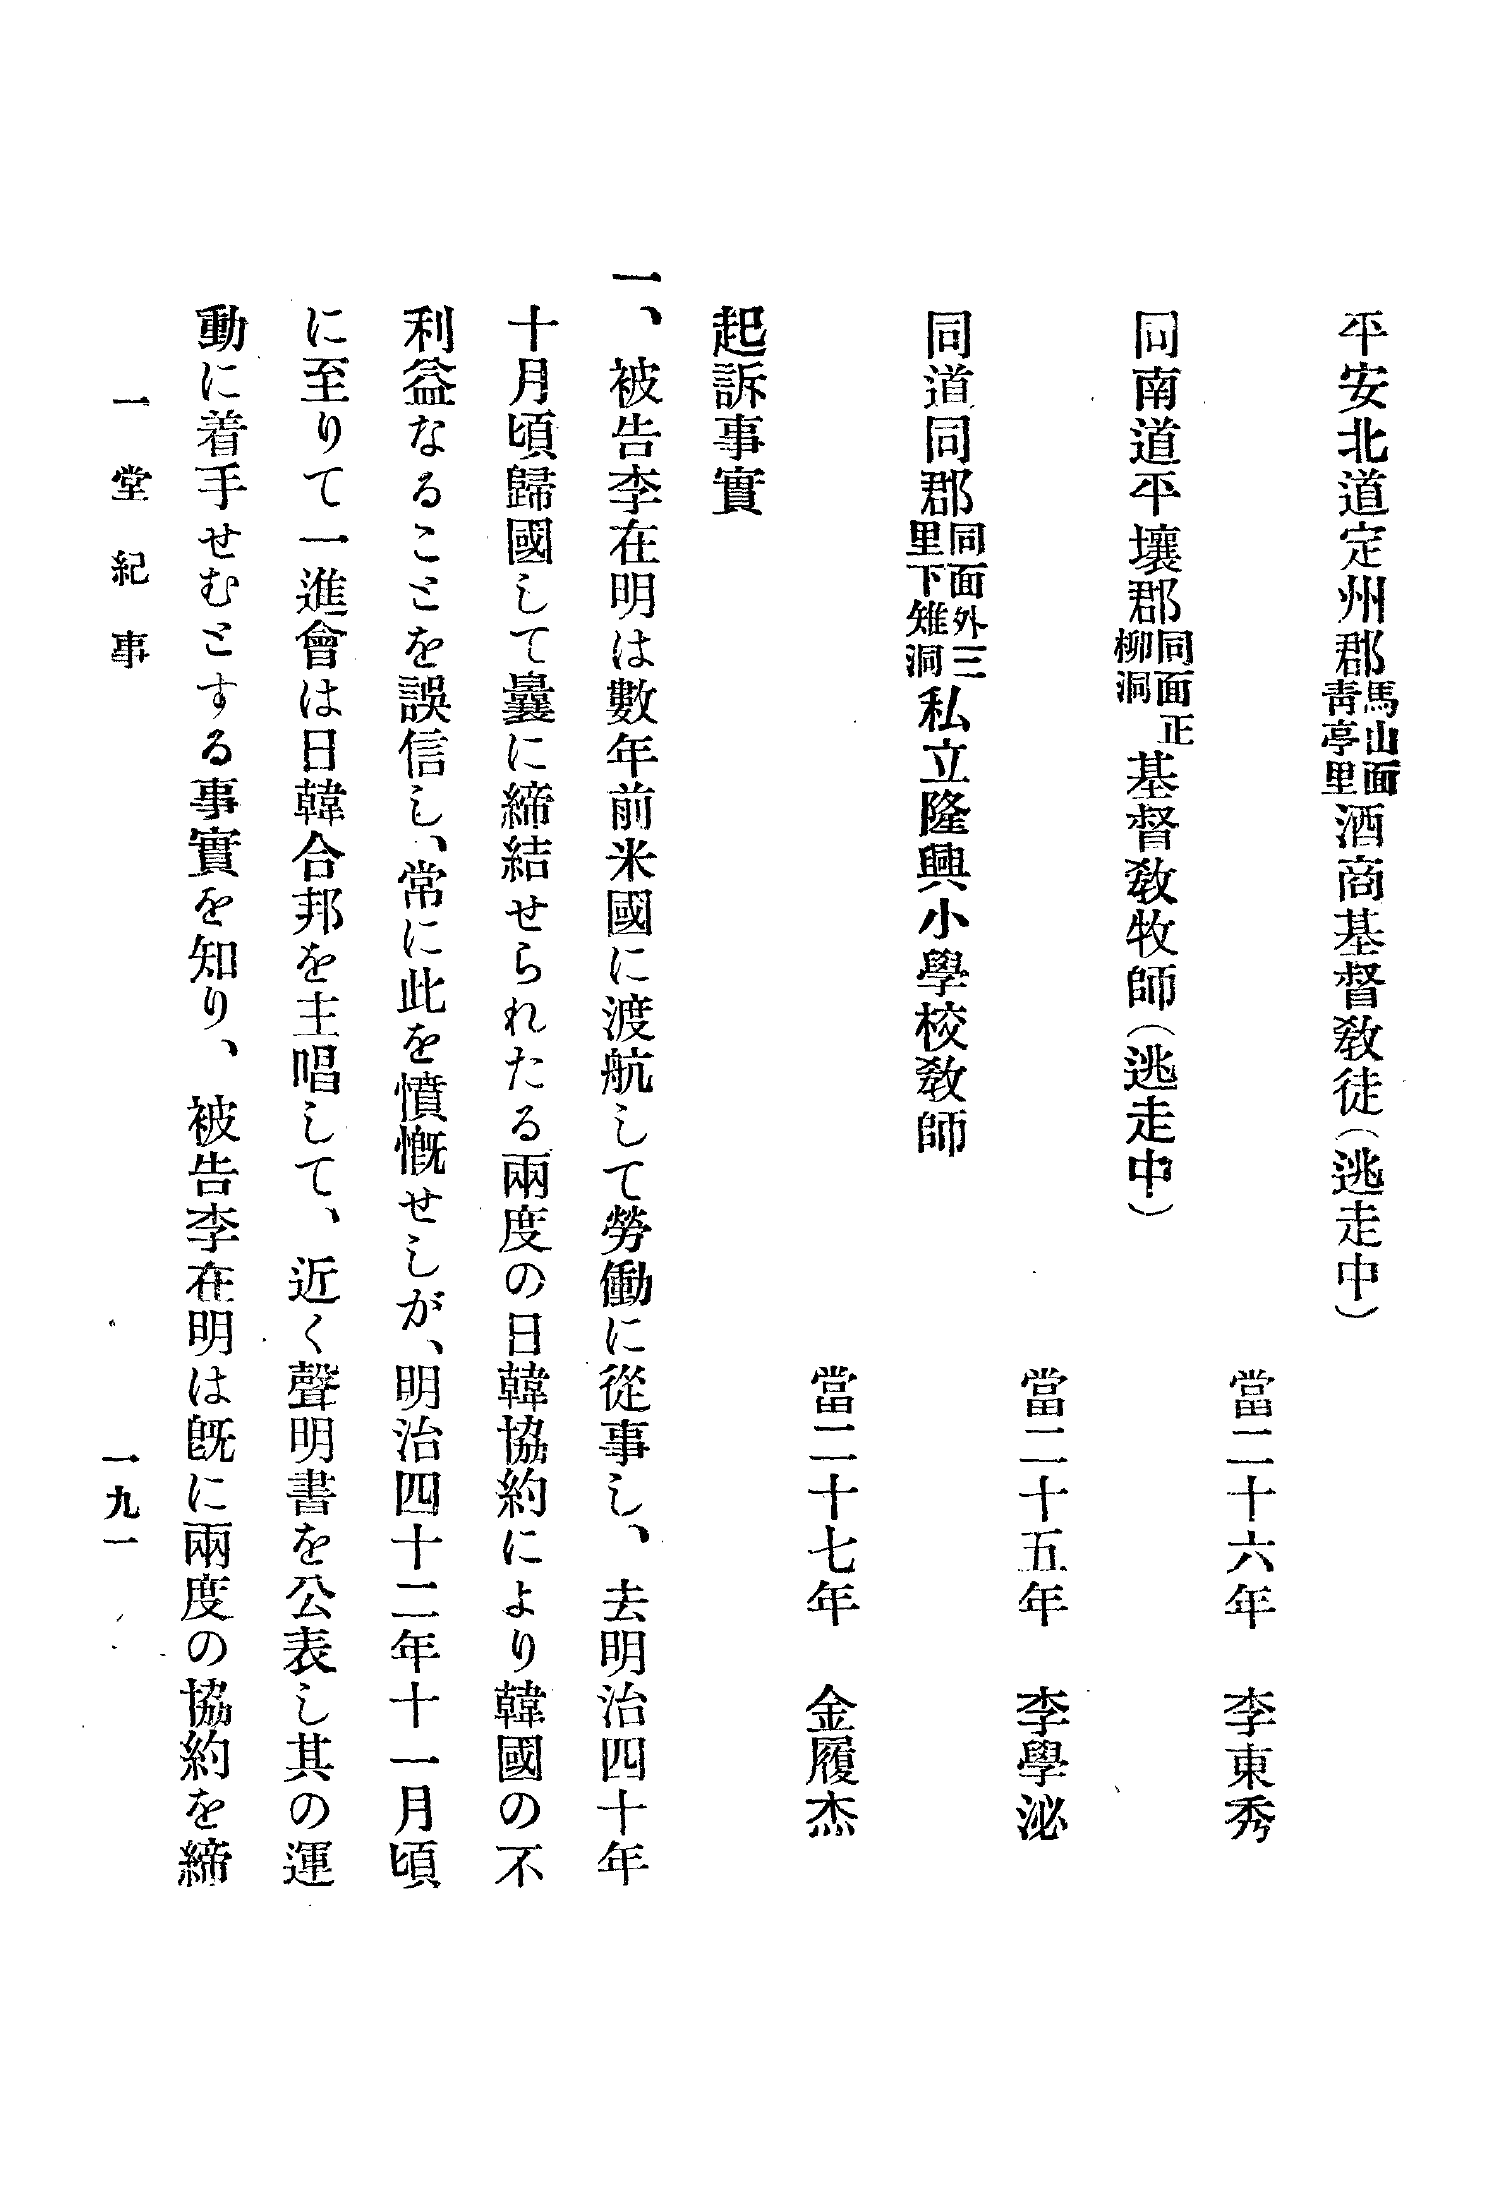 平安北道定州郡馬山面靑亭里酒商基督敎徒(逃走中)
當二十六年 李東秀
同南道平壤郡同面正柳洞基督敎牧師(逃走中)
當二十五年 李學泌
同道同郡同面外三里下雉洞私立隆興小學校敎師
當二十七年 金履杰
起訴事實
一、被告李在明は數年前米國に渡航して勞働に從事し、去明治四十年
十月頃歸國して曩に締結せられたる兩度の日韓協約により韓國の不
利益なることを誤信し、常に此を憤慨せしが、明治四十二年十一月頃
に至りて一進會は日韓合邦を主唱して、近く聲明書を公表し其の運
動に着手せむとする事實を知り、被告李在明は旣に兩度の協約を締
一堂紀事
一九一